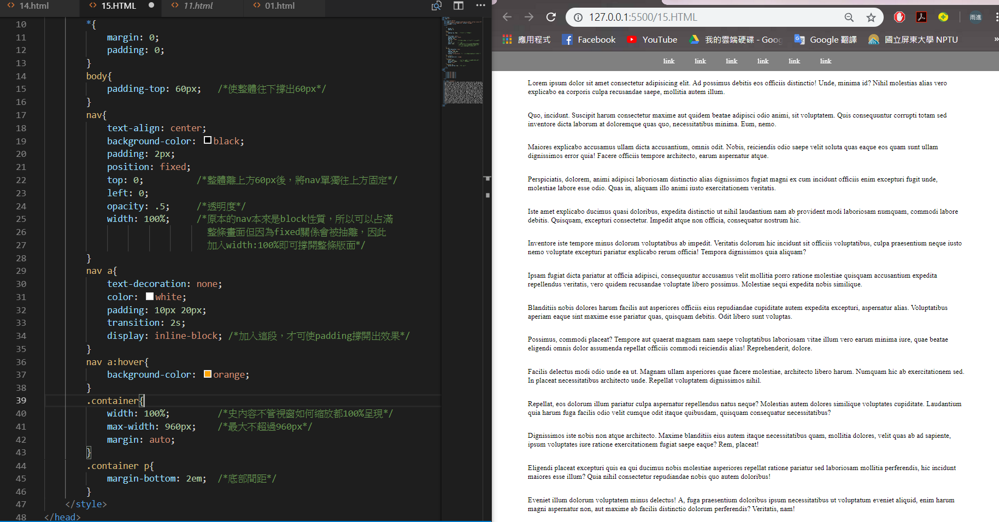 14.html
15.HTML
11.html
01.html
10 *{
11 margin: 0;
12 padding: 0;
13 }
14 body{
15 padding-top: 60px; /*使整體往下撐出60px*/
16 }
17 nav{
18 text-align: center;
19 background-color: black;
20 padding: 2px;
21 position: fixed;
22 top: 0; /*整體離上方60px後，將nav單獨往上方固定*/
23 left: 0;
24 opacity: .5; /*透明度*/
25 width: 100%; /*原本的nav本來是block性質，所以可以占滿
26 整條畫面但因為fixed關係會被抽離，因此
27 加入width:100%即可撐開整條版面*/
28 }
29 nav a{
30 text-decoration: none;
31 color: white;
32 padding: 10px 20px;
33 transition: 2s;
34 display: inline-block; /*加入這段，才可使padding撐開出效果*/
35 }
36 nav a:hover{
37 background-color: orange;
38 }
39 .container{
40 width: 100%; /*史內容不管視窗如何縮放都100%呈現*/
41 max-width: 960px; /*最大不超過960px*/
42 margin: auto;
43 }
44 .container p{
45 margin-bottom: 2em; /*底部間距*/
46 }
47 </style>
48 </head>
127.0.0.1:5500/15.HTML
雨進
應用程式 Facebook YouTube 我的雲端硬碟 - Goog Google 翻譯 國立屏東大學 NPTU »
link link link link link link
Lorem ipsum dolor sit amet consectetur adipisicing elit. Ad possimus debitis eos officiis distinctio! Unde, minima id? Nihil molestias alias vero
explicabo ea corporis culpa recusandae saepe, mollitia autem illum.
Quo, incidunt. Suscipit harum consectetur maxime aut quidem beatae adipisci odio animi, sit voluptatem. Quis consequuntur corrupti totam sed
inventore dicta laborum at doloremque quas quo, necessitatibus minima. Eum, nemo.
Maiores explicabo accusamus ullam dicta accusantium, omnis odit. Nobis, reiciendis odio saepe velit soluta quas eaque eos quam sunt ullam
dignissimos error quia! Facere officiis tempore architecto, earum aspernatur atque.
Perspiciatis, dolorem, animi adipisci laboriosam distinctio alias dignissimos fugiat magni ex cum incidunt officiis enim excepturi fugit unde,
molestiae labore esse odio. Quas in, aliquam illo animi iusto exercitationem veritatis.
Iste amet explicabo ducimus quasi doloribus, expedita distinctio ut nihil laudantium nam ab provident modi laboriosam numquam, commodi labore
debitis. Quisquam, excepturi consectetur. Impedit atque non officia, consequatur nostrum hic.
Inventore iste tempore minus dolorum voluptatibus ab impedit. Veritatis dolorum hic incidunt sit officiis voluptatibus, culpa praesentium neque iusto
nemo voluptate excepturi pariatur explicabo rerum officia! Tempora dignissimos quia aliquam?
Ipsam fugiat dicta pariatur at officia adipisci, consequuntur accusamus velit mollitia porro ratione molestiae quisquam accusantium expedita
repellendus veritatis, vero quidem recusandae voluptate libero possimus. Molestiae sequi expedita nobis similique.
Blanditiis nobis dolores harum facilis aut asperiores officiis eius repudiandae cupiditate autem expedita excepturi, aspernatur alias. Voluptatibus
aperiam eaque sint maxime esse pariatur quas, quisquam debitis. Odit libero sunt voluptas.
Possimus, commodi placeat? Tempore aut quaerat magnam nam saepe voluptatibus laboriosam vitae illum vero earum minima iure, quae beatae
eligendi omnis dolor assumenda repellat officiis commodi reiciendis alias! Reprehenderit, dolore.
Facilis delectus modi odio unde ea ut. Magnam ullam asperiores quae facere molestiae, architecto libero harum. Numquam hic ab exercitationem sed.
In placeat necessitatibus architecto unde. Repellat voluptatem dignissimos nihil.
Repellat, eos dolorum illum pariatur culpa aspernatur repellendus natus neque? Molestias autem dolores similique voluptates cupiditate. Laudantium
quia harum fuga facilis odio velit cumque odit itaque quibusdam, quisquam consequatur necessitatibus?
Dignissimos iste nobis non atque architecto. Maxime blanditiis eius autem itaque necessitatibus quam, mollitia dolores, velit quas ab ad sapiente,
ipsum voluptates iure ratione exercitationem fugiat saepe eaque? Rem, placeat!
Eligendi placeat excepturi quis ea qui ducimus nobis molestiae asperiores repellat ratione pariatur sed laboriosam mollitia perferendis, hic incidunt
maiores esse illum? Quia nihil consectetur repudiandae nobis quo autem doloribus!
Eveniet illum dolorum voluptatem minus delectus! A, fuga praesentium doloribus ipsum necessitatibus ut voluptatum eveniet aliquid, enim harum
magni aspernatur non, aut maxime ab facilis distinctio dolorum perferendis? Veritatis, nam!